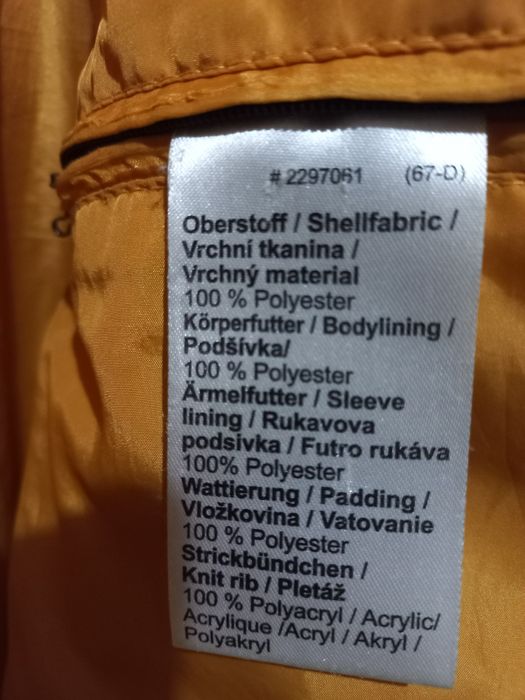 # 2297061 (67-D)
Oberstoff / Shellfabric /
Vrchní tkanina /
Vrchný material
100 % Polyester
Körperfutter / Bodylining /
Podšívka/
100 % Polyester
Ärmelfutter / Sleeve
lining / Rukavova
podsivka / Futro rukáva
100% Polyester
Wattierung / Padding /
Vložkovina / Vatovanie
100 % Polyester
Strickbündchen /
Knit rib / Pletáž
100 % Polyacryl / Acrylic/
Acrylique /Acryl / Akryl /
Polyakryl